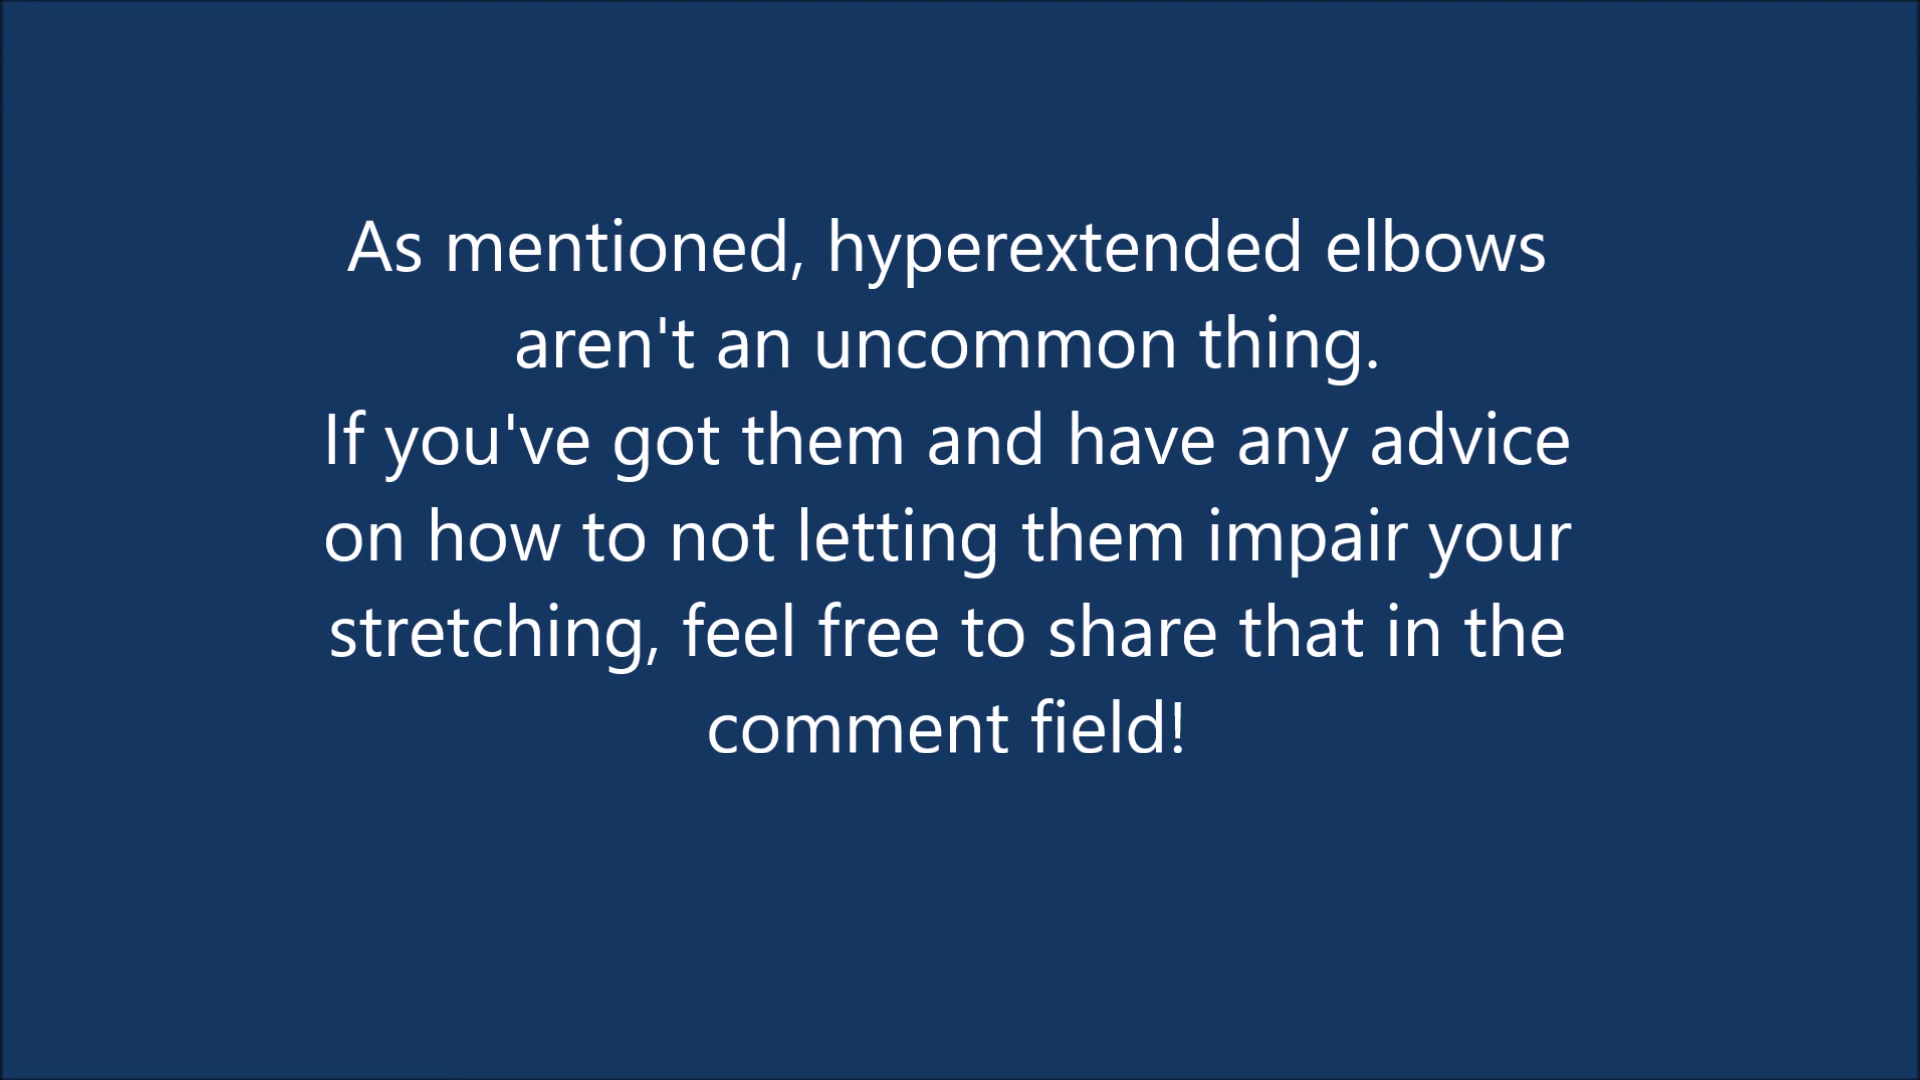 As mentioned, hyperextended elbows
aren't an uncommon thing.
If you've got them and have any advice
on how to not letting them impair your
stretching, feel free to share that in the
comment field!